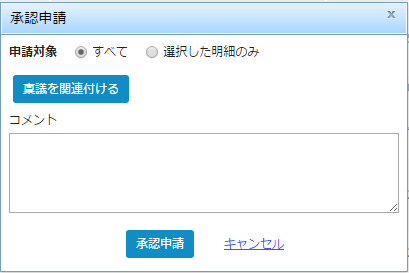 承認申請 x
申請対象 すべて 選択した明細のみ
稟議を関連付ける
コメント
承認申請 キャンセル